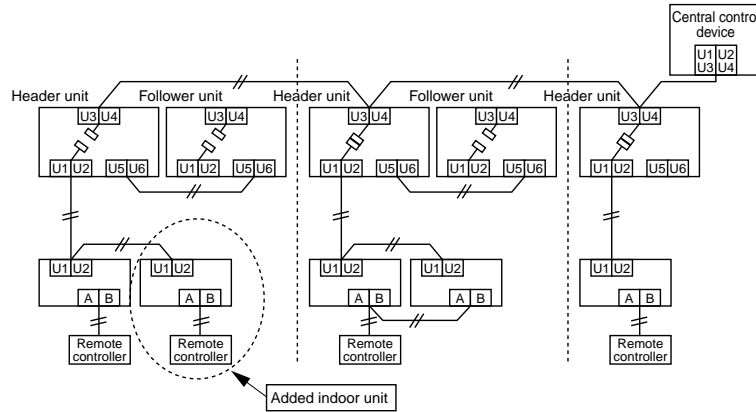 Central control
device
U1 U2
U3 U4
Header unit
Follower unit
Header unit
Follower unit
Header unit
U3 U4
U3 U4
U3 U4
U3 U4
U3 U4
U1 U2
U5 U6
U1 U2
U5 U6
U1 U2
U5 U6
U1 U2
U5 U6
U1 U2
U5 U6
U1 U2
U1 U2
U1 U2
U1 U2
U1 U2
A B
A B
A B
A B
A B
Remote
controller
Remote
controller
Remote
controller
Remote
controller
Added indoor unit